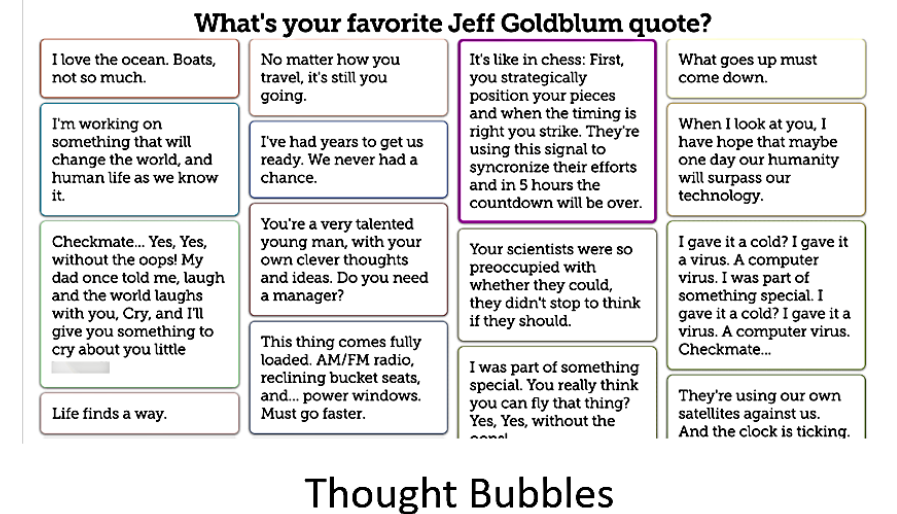 What's your favorite Jeff Goldblum quote?
I love the ocean. Boats,
not so much.
I'm working on
something that will
change the world, and
human life as we know
it.
Checkmate... Yes, Yes,
without the oops! My
dad once told me, laugh
and the world laughs
with you, Cry, and I'll
give you something to
cry about you little
Life finds a way.
No matter how you
travel, it's still you
going.
I've had years to get us
ready. We never had a
chance.
You're a very talented
young man, with your
own clever thoughts
and ideas. Do you need
a manager?
This thing comes fully
loaded. AM/FM radio,
reclining bucket seats,
and... power windows.
Must go faster.
It's like in chess: First,
you strategically
position your pieces
and when the timing is
right you strike. They're
using this signal to
syncronize their efforts
and in 5 hours the
countdown will be over.
Your scientists were so
preoccupied with
whether they could,
they didn't stop to think
if they should.
I was part of something
special. You really think
you can fly that thing?
Yes, Yes, without the
oops!
What goes up must
come down.
When I look at you, I
have hope that maybe
one day our humanity
will surpass our
technology.
I gave it a cold? I gave it
a virus. A computer
virus. I was part of
something special. I
gave it a cold? I gave it a
virus. A computer virus.
Checkmate...
They're using our own
satellites against us.
And the clock is ticking.
Thought Bubbles